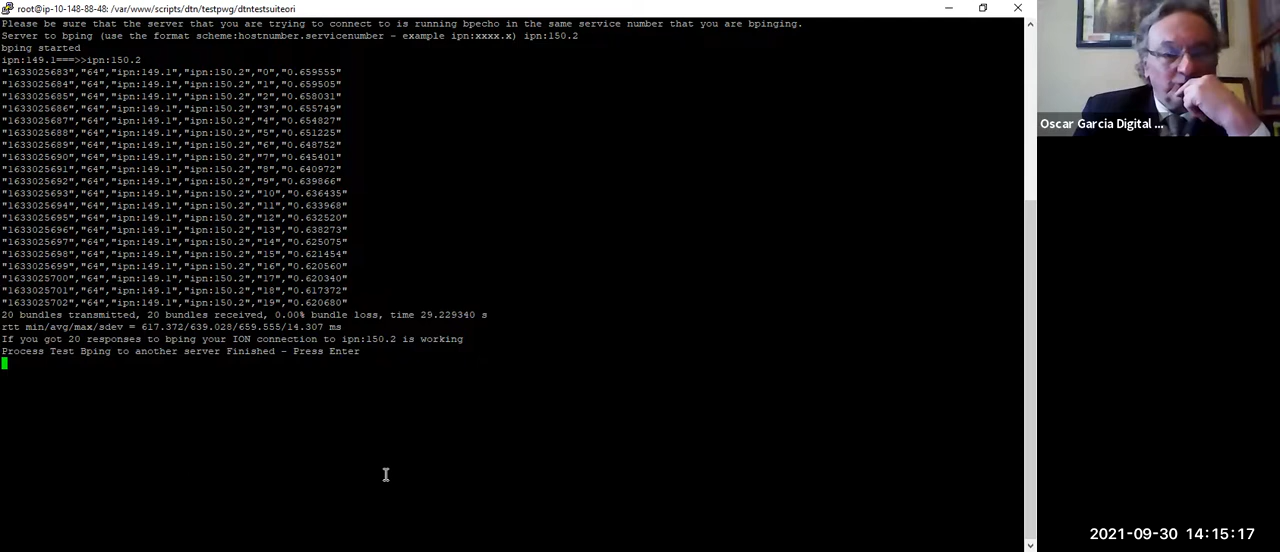 root@ip-10-148-88-48: /var/www/scripts/dtn/testpwg/dtntestsuiteori
Please be sure that the server that you are trying to connect to is running bpecho in the same service number that you are bpinging.
Server to bping (use the format scheme:hostnumber.servicenumber - example ipn:xxxx.x) ipn:150.2
bping started
ipn:149.1===>>ipn:150.2
"1633025683","64","ipn:149.1","ipn:150.2","0","0.659555"
"1633025684","64","ipn:149.1","ipn:150.2","1","0.659505"
"1633025685","64","ipn:149.1","ipn:150.2","2","0.658031"
"1633025686","64","ipn:149.1","ipn:150.2","3","0.655749"
"1633025687","64","ipn:149.1","ipn:150.2","4","0.654827"
"1633025688","64","ipn:149.1","ipn:150.2","5","0.651225"
"1633025689","64","ipn:149.1","ipn:150.2","6","0.648752"
"1633025690","64","ipn:149.1","ipn:150.2","7","0.645401"
"1633025691","64","ipn:149.1","ipn:150.2","8","0.640972"
"1633025692","64","ipn:149.1","ipn:150.2","9","0.639866"
"1633025693","64","ipn:149.1","ipn:150.2","10","0.636435"
"1633025694","64","ipn:149.1","ipn:150.2","11","0.633968"
"1633025695","64","ipn:149.1","ipn:150.2","12","0.632520"
"1633025696","64","ipn:149.1","ipn:150.2","13","0.638273"
"1633025697","64","ipn:149.1","ipn:150.2","14","0.625075"
"1633025698","64","ipn:149.1","ipn:150.2","15","0.621454"
"1633025699","64","ipn:149.1","ipn:150.2","16","0.620560"
"1633025700","64","ipn:149.1","ipn:150.2","17","0.620340"
"1633025701","64","ipn:149.1","ipn:150.2","18","0.617372"
"1633025702","64","ipn:149.1","ipn:150.2","19","0.620680"
20 bundles transmitted, 20 bundles received, 0.00% bundle loss, time 29.229340 s
rtt min/avg/max/sdev = 617.372/639.028/659.555/14.307 ms
If you got 20 responses to bping your ION connection to ipn:150.2 is working
Process Test Bping to another server Finished - Press Enter
Oscar Garcia Digital ...
2021-09-30 14:15:17